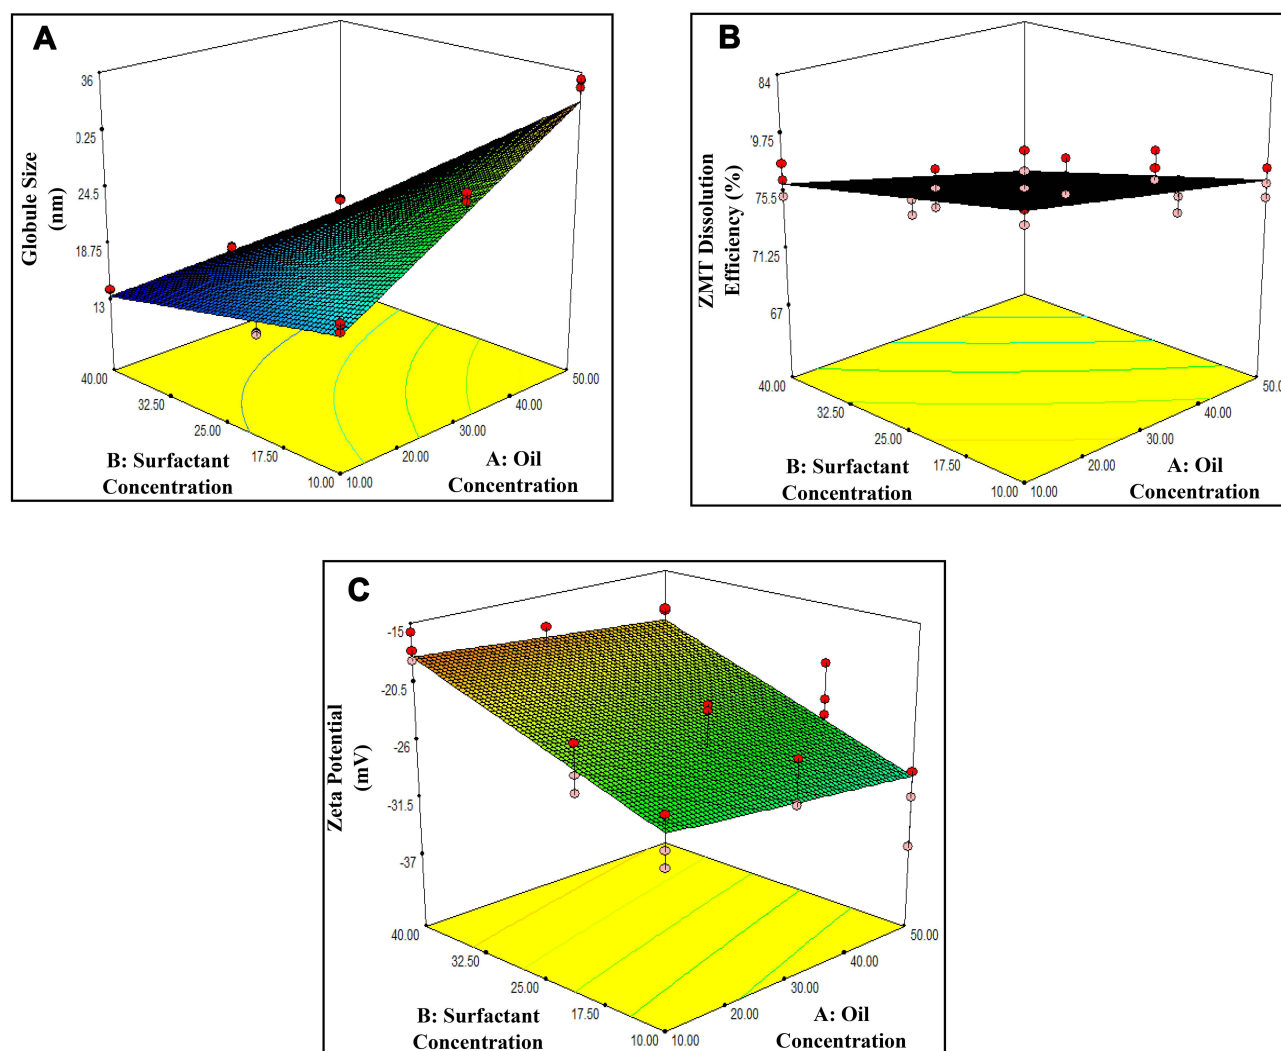 A
36
0.25
24.5
18.75
13
Globule Size
(nm)
40.00
32.50
25.00
17.50
10.00
10.00
20.00
30.00
40.00
50.00
B: Surfactant
Concentration
A: Oil
Concentration
B
84
9.75
75.5
71.25
67
ZMT Dissolution
Efficiency (%)
40.00
32.50
25.00
17.50
10.00
10.00
20.00
30.00
40.00
50.0
B: Surfactant
Concentration
A: Oil
Concentration
C
-15
-20.5
-26
-31.5
-37
Zeta Potential
(mV)
40.00
32.50
25.00
17.50
10.00
10.00
20.00
30.00
40.00
50.00
B: Surfactant
Concentration
A: Oil
Concentration